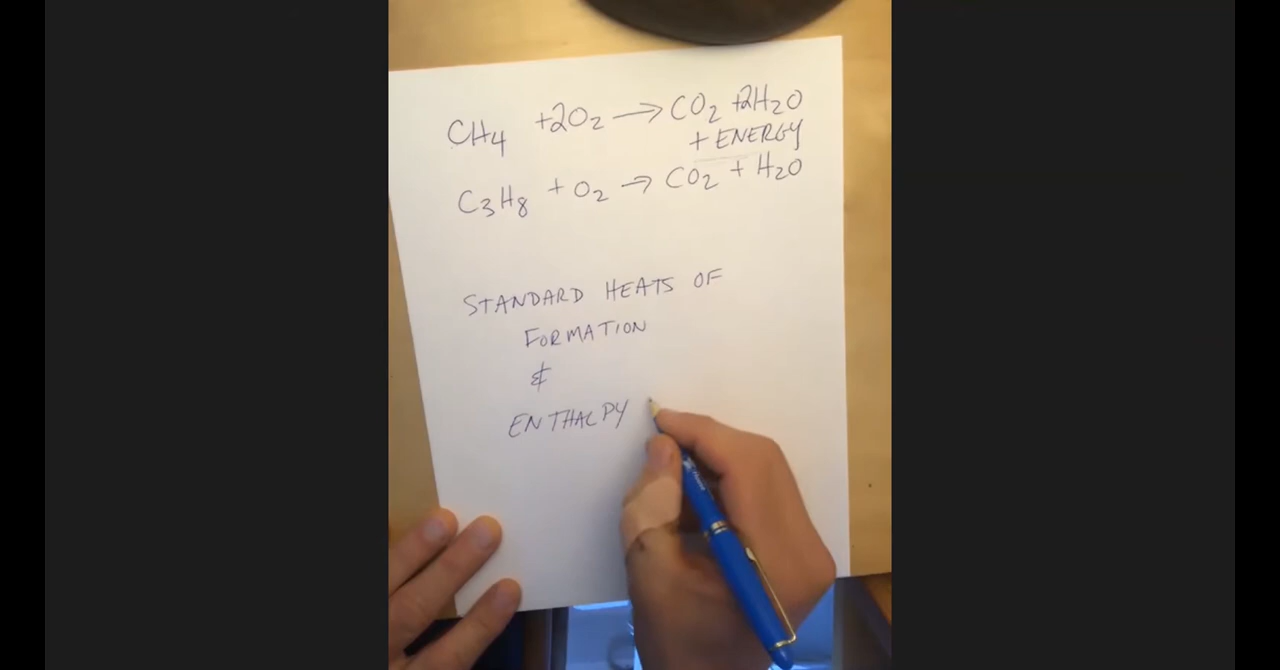 CH4 +2O2 → CO2 +2H2O
+ ENERGY
C3H8 + O2 → CO2 + H2O
STANDARD HEATS OF
FORMATION
&
ENTHALPY